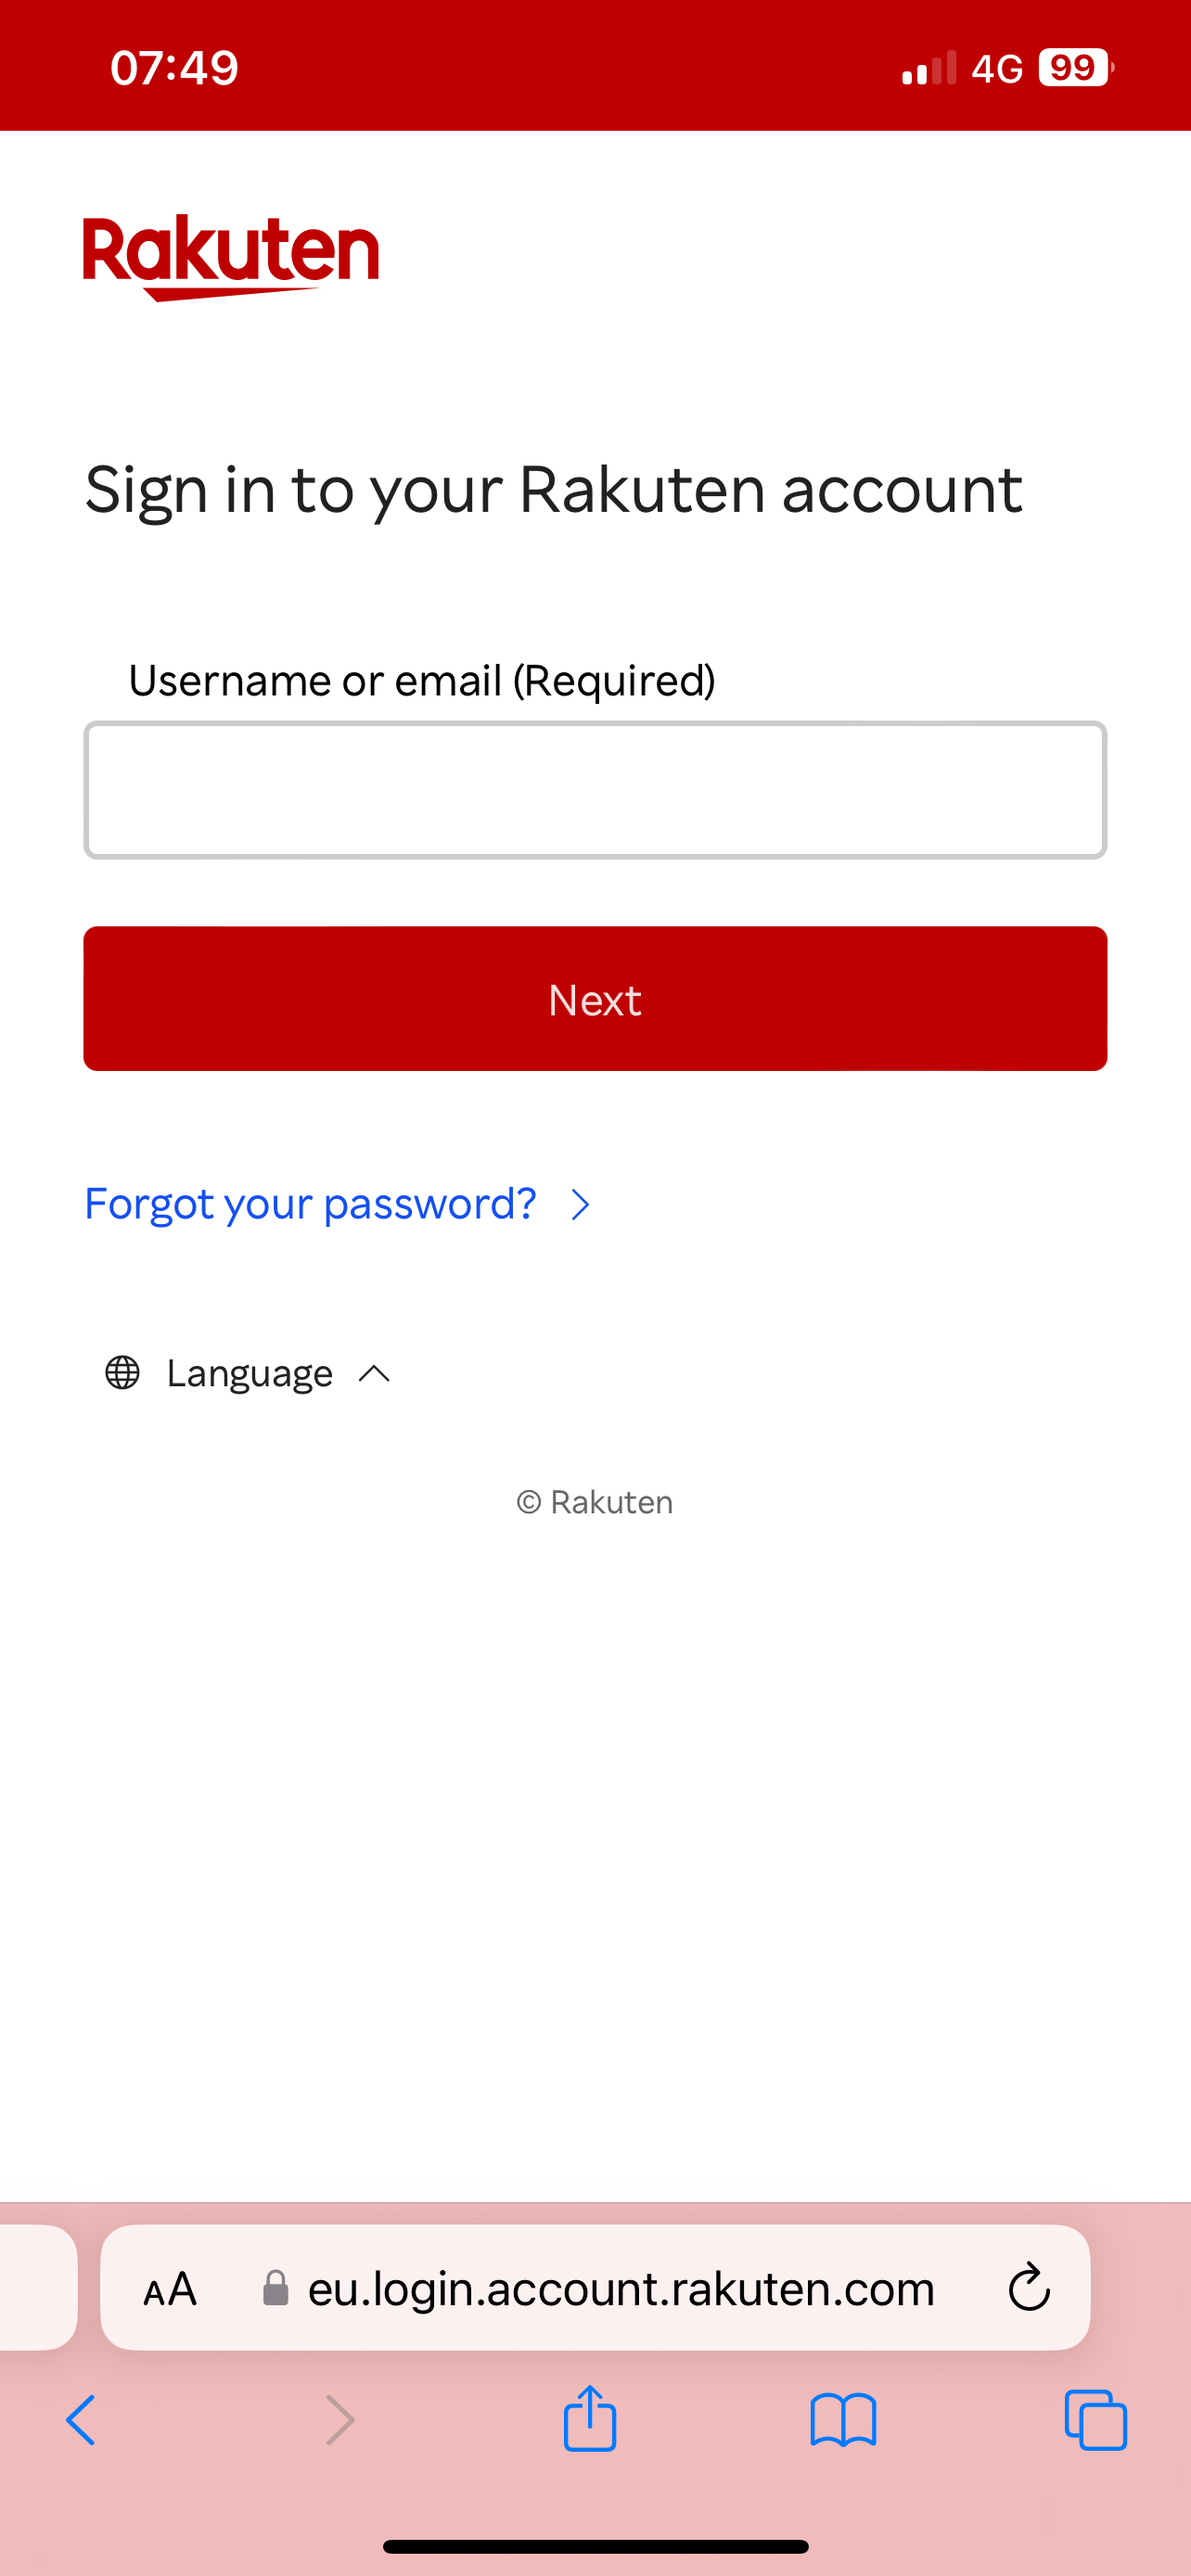 07:49 4G 99
Rakuten
Sign in to your Rakuten account
Username or email (Required)
Next
Forgot your password?
Language
© Rakuten
AA eu.login.account.rakuten.com